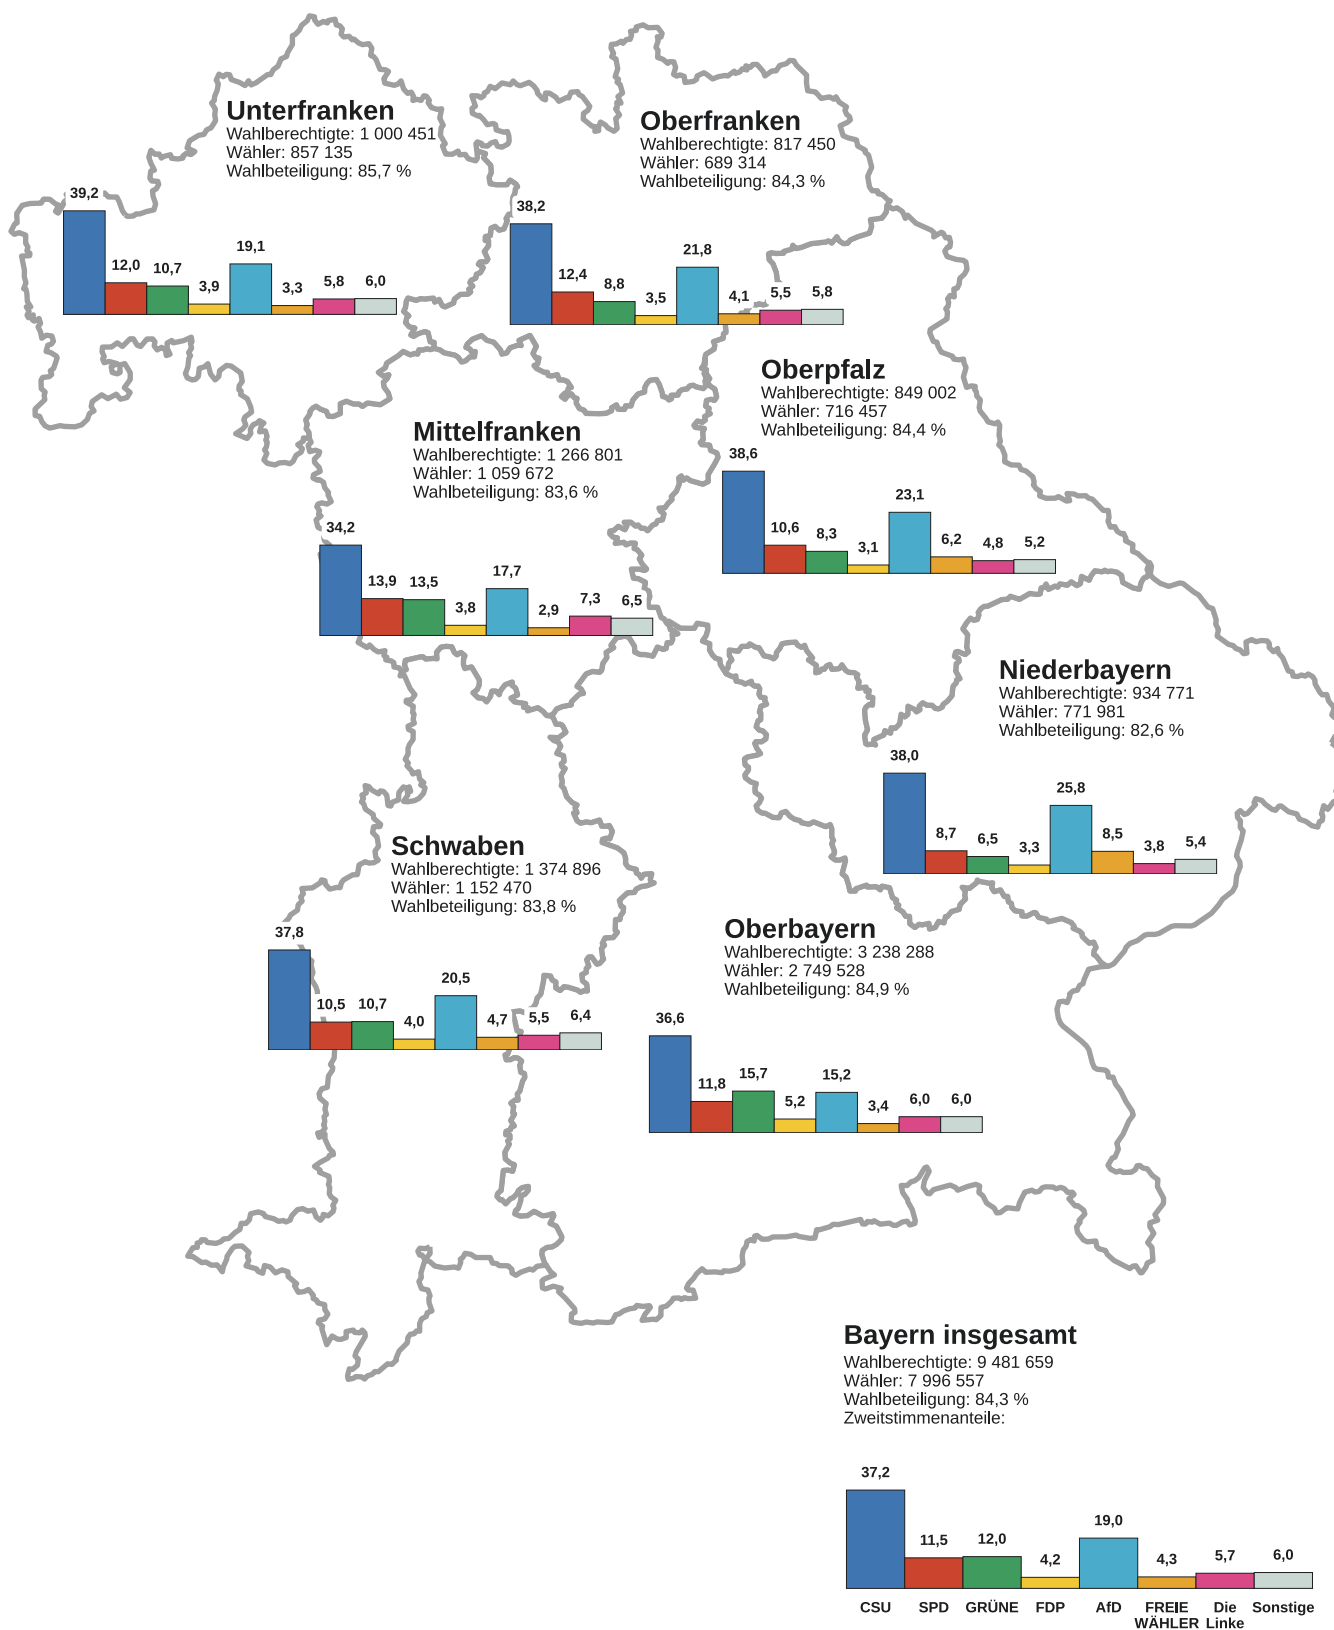 Unterfranken
Wahlberechtigte: 1 000 451
Wähler: 857 135
Wahlbeteiligung: 85,7 %
39,2
12,0
10,7
3,9
19,1
3,3
5,8
6,0
Oberfranken
Wahlberechtigte: 817 450
Wähler: 689 314
Wahlbeteiligung: 84,3 %
38,2
12,4
8,8
3,5
21,8
4,1
5,5
5,8
Oberpfalz
Wahlberechtigte: 849 002
Wähler: 716 457
Wahlbeteiligung: 84,4 %
38,6
10,6
8,3
3,1
23,1
6,2
4,8
5,2
Mittelfranken
Wahlberechtigte: 1 266 801
Wähler: 1 059 672
Wahlbeteiligung: 83,6 %
34,2
13,9
13,5
3,8
17,7
2,9
7,3
6,5
Niederbayern
Wahlberechtigte: 934 771
Wähler: 771 981
Wahlbeteiligung: 82,6 %
38,0
8,7
6,5
3,3
25,8
8,5
3,8
5,4
Schwaben
Wahlberechtigte: 1 374 896
Wähler: 1 152 470
Wahlbeteiligung: 83,8 %
37,8
10,5
10,7
4,0
20,5
4,7
5,5
6,4
Oberbayern
Wahlberechtigte: 3 238 288
Wähler: 2 749 528
Wahlbeteiligung: 84,9 %
36,6
11,8
15,7
5,2
15,2
3,4
6,0
6,0
Bayern insgesamt
Wahlberechtigte: 9 481 659
Wähler: 7 996 557
Wahlbeteiligung: 84,3 %
Zweitstimmenanteile:
37,2
11,5
12,0
4,2
19,0
4,3
5,7
6,0
CSU
SPD
GRÜNE
FDP
AfD
FREIE
WÄHLER
Die
Linke
Sonstige